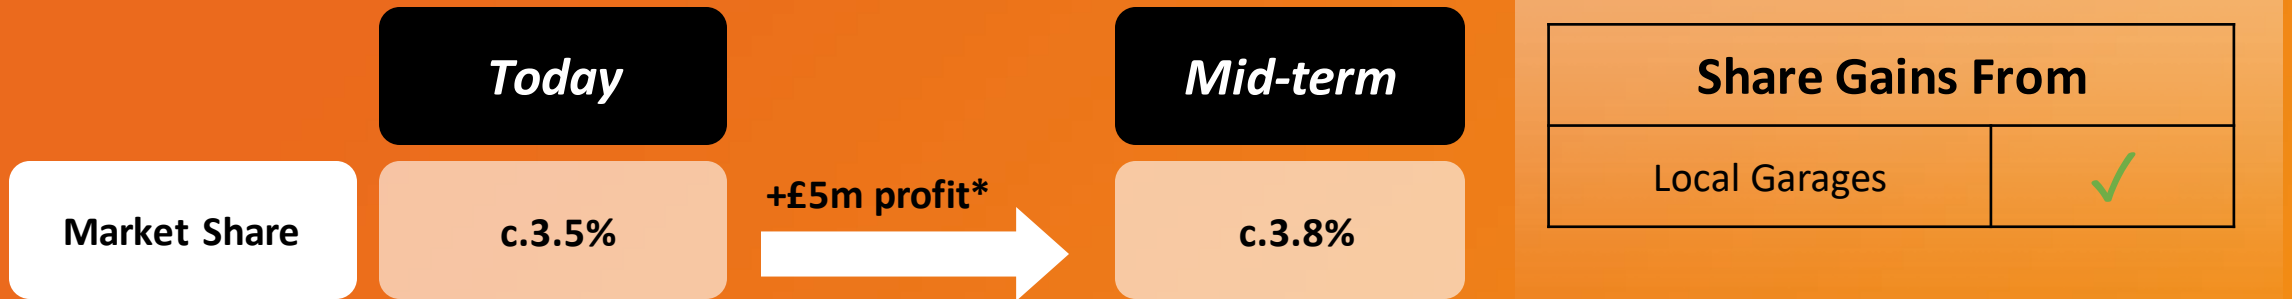 Today
Mid-term
Share Gains From
Market Share
c.3.5%
+£5m profit*
c.3.8%
Local Garages
✓